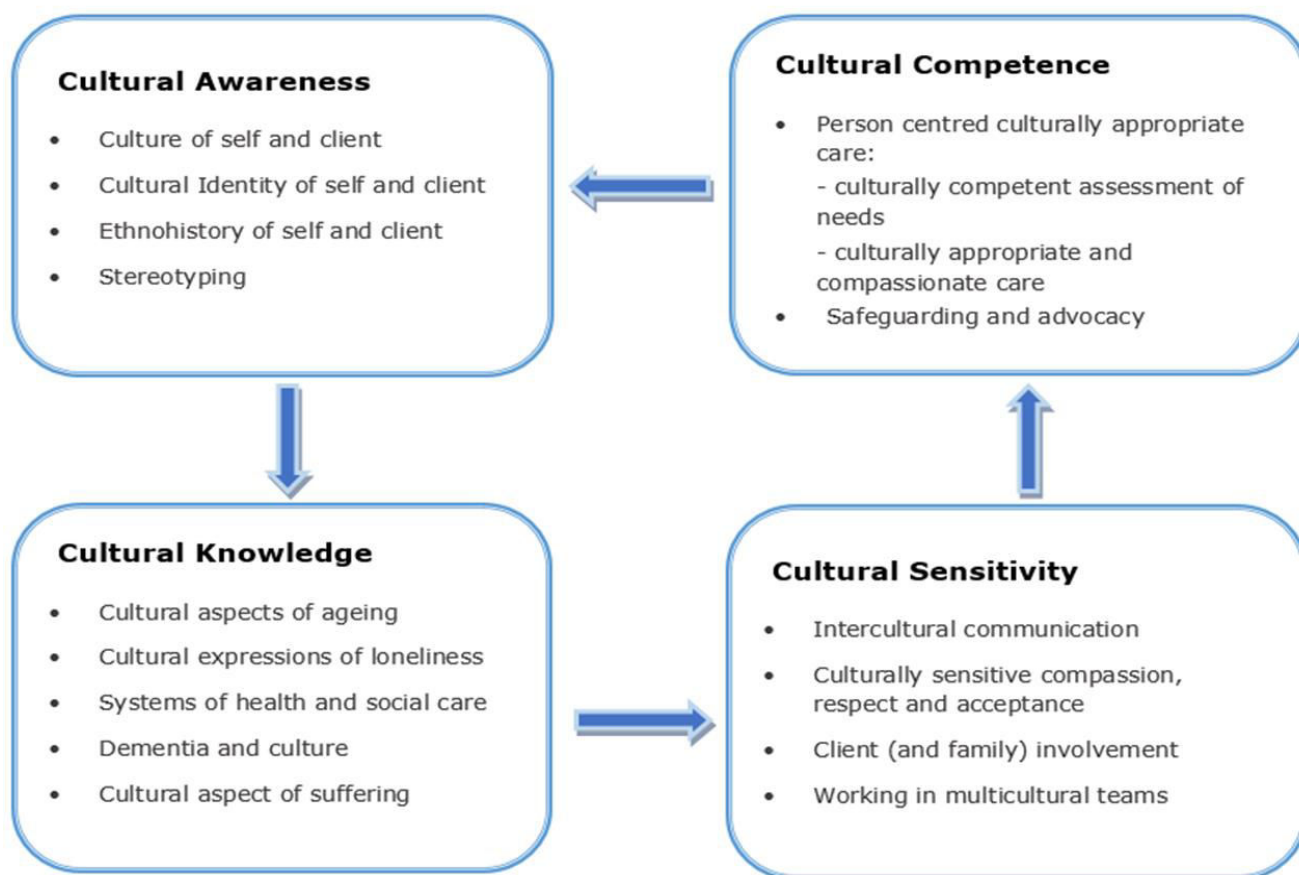 Cultural Awareness
• Culture of self and client
• Cultural Identity of self and client
• Ethnohistory of self and client
• Stereotyping
Cultural Competence
• Person centred culturally appropriate
care:
- culturally competent assessment of
needs
- culturally appropriate and
compassionate care
• Safeguarding and advocacy
Cultural Knowledge
• Cultural aspects of ageing
• Cultural expressions of loneliness
• Systems of health and social care
• Dementia and culture
• Cultural aspect of suffering
Cultural Sensitivity
• Intercultural communication
• Culturally sensitive compassion,
respect and acceptance
• Client (and family) involvement
• Working in multicultural teams